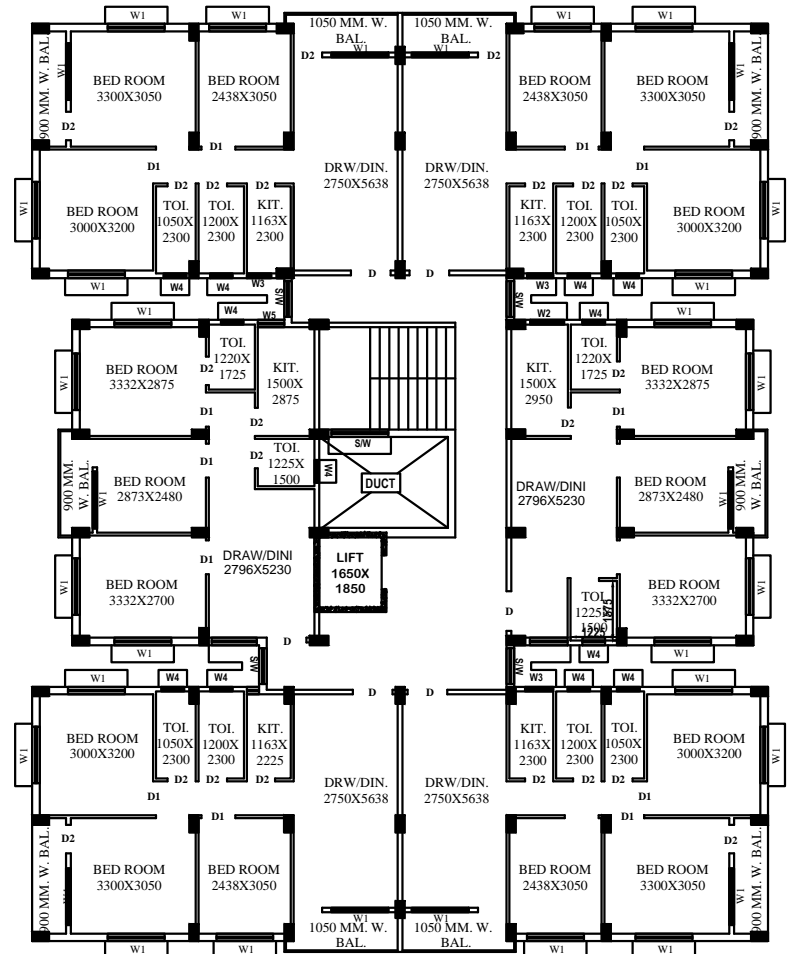 W1
W1
1050 MM. W.
BAL.
1050 MM. W.
BAL.
W1
W1
D2
W1
W1
D2
900 MM. W. BAL.
W1
BED ROOM
3300X3050
BED ROOM
2438X3050
BED ROOM
2438X3050
BED ROOM
3300X3050
W1
900 MM. W. BAL.
D2
D2
D1
D1
D1
D1
DRW/DIN.
2750X5638
DRW/DIN.
2750X5638
D2
D2
D2
D2
D2
D2
W1
BED ROOM
3000X3200
TOI.
1050X
2300
TOI.
1200X
2300
KIT.
1163X
2300
KIT.
1163X
2300
TOI.
1200X
2300
TOI.
1050X
2300
BED ROOM
3000X3200
W1
D
D
W1
W4
W4
W3
S/W
S/W
W3
W4
W4
W1
W1
W4
W5
W2
W4
W1
W1
BED ROOM
3332X2875
D2
TOI.
1220X
1725
KIT.
1500X
2875
KIT.
1500X
2950
TOI.
1220X
1725
D2
BED ROOM
3332X2875
W1
D1
D2
D2
D1
S/W
900 MM.
W. BAL.
W1
BED ROOM
2873X2480
D1
D2
TOI.
1225X
1500
W4
DUCT
DRAW/DINI
2796X5230
BED ROOM
2873X2480
W1
900 MM.
W. BAL.
W1
BED ROOM
3332X2700
D1
DRAW/DINI
2796X5230
LIFT
1650X
1850
D
TOI.
1225X
1500
1875
1225
BED ROOM
3332X2700
W1
W1
D
S/W
S/W
W4
W1
W1
W4
W4
D
D
W3
W4
W4
W1
W1
BED ROOM
3000X3200
TOI.
1050X
2300
TOI.
1200X
2300
KIT.
1163X
2225
KIT.
1163X
2300
TOI.
1200X
2300
TOI.
1050X
2300
BED ROOM
3000X3200
W1
D2
D2
D2
D2
D2
D2
DRW/DIN.
2750X5638
DRW/DIN.
2750X5638
D1
D1
D1
D1
D2
D2
900 MM. W. BAL.
BED ROOM
3300X3050
BED ROOM
2438X3050
BED ROOM
2438X3050
BED ROOM
3300X3050
W1
900 MM. W. BAL.
W1
1050 MM. W.
BAL.
1050 MM. W.
BAL.
W1
W1
W1
W1